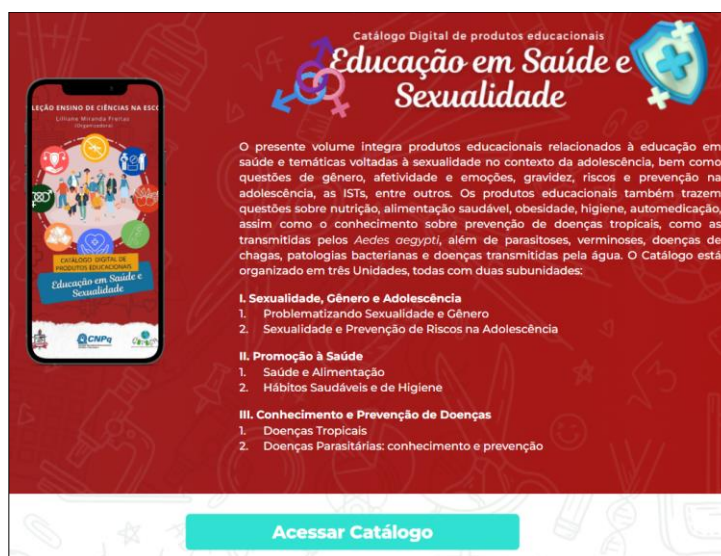 Catálogo Digital de produtos educacionais
Educação em Saúde e
Sexualidade
LEÇÃO ENSINO DE CIÊNCIAS NA ESCO
Lilliane Miranda Freitas
(Organizadora)
CATÁLOGO DIGITAL DE
PRODUTOS EDUCACIONAIS
Educação em Saúde e
Sexualidade
CNPq
O presente volume integra produtos educacionais relacionados à educação em
saúde e temáticas voltadas à sexualidade no contexto da adolescência, bem como
questões de gênero, afetividade e emoções, gravidez, riscos e prevenção na
adolescência, as ISTs, entre outros. Os produtos educacionais também trazem
questões sobre nutrição, alimentação saudável, obesidade, higiene, automedicação,
assim como o conhecimento sobre prevenção de doenças tropicais, como as
transmitidas pelos Aedes aegypti, além de parasitoses, verminoses, doenças de
chagas, patologias bacterianas e doenças transmitidas pela água. O Catálogo está
organizado em três Unidades, todas com duas subunidades:
I. Sexualidade, Gênero e Adolescência
1. Problematizando Sexualidade e Gênero
2. Sexualidade e Prevenção de Riscos na Adolescência
II. Promoção à Saúde
1. Saúde e Alimentação
2. Hábitos Saudáveis e de Higiene
III. Conhecimento e Prevenção de Doenças
1. Doenças Tropicais
2. Doenças Parasitárias: conhecimento e prevenção
Acessar Catálogo